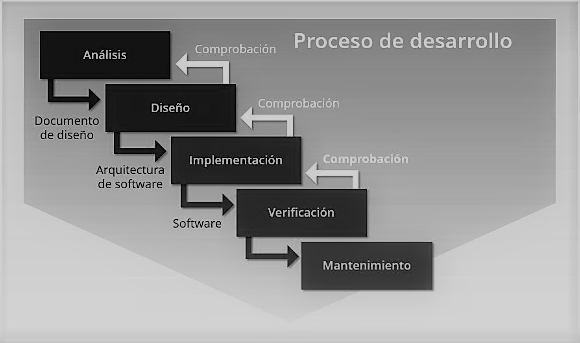 Proceso de desarrollo
Análisis
Comprobación
Documento
de diseño
Diseño
Comprobación
Arquitectura
de software
Implementación
Comprobación
Software
Verificación
Mantenimiento